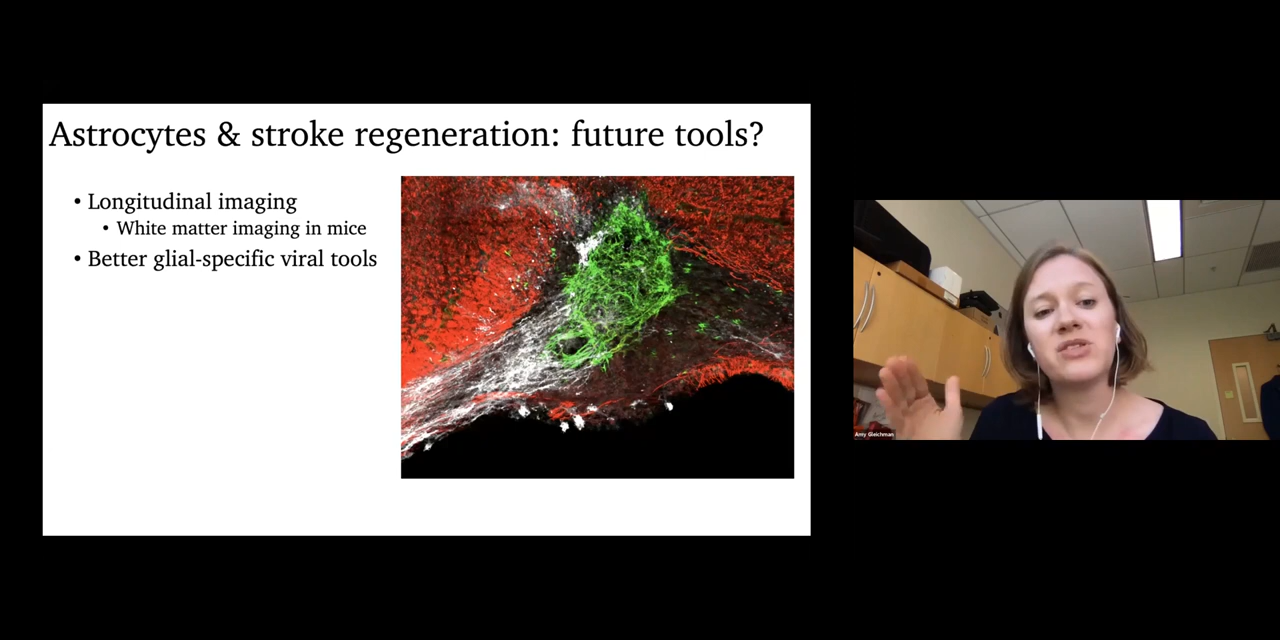 Astrocytes & stroke regeneration: future tools?
• Longitudinal imaging
• White matter imaging in mice
• Better glial-specific viral tools
Amy Gleichman